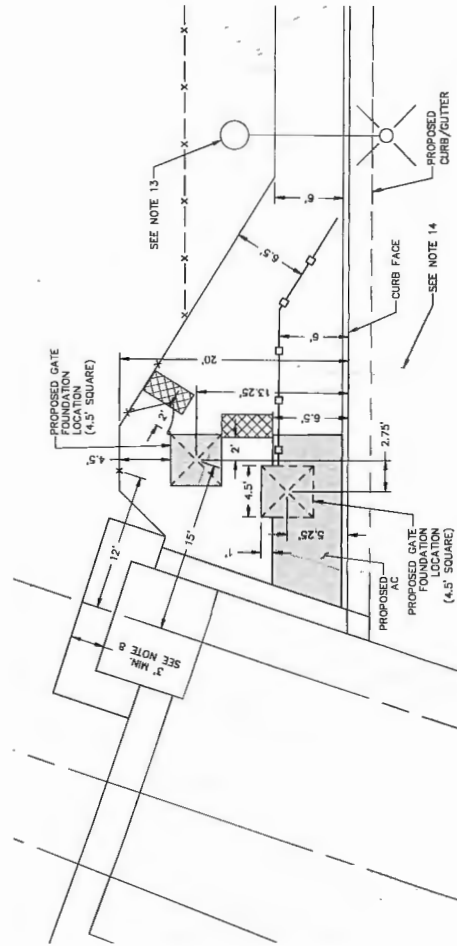 SEE NOTE 13
PROPOSED GATE
FOUNDATION
LOCATION
(4.5' SQUARE)
6.5'
6'
20'
13.25'
6'
6.5'
2'
2'
4.5'
4.5'
12'
15'
1'
5.25'
2.75'
3' MIN.
SEE NOTE 8
PROPOSED
AC
PROPOSED GATE
FOUNDATION
LOCATION
(4.5' SQUARE)
CURB FACE
SEE NOTE 14
PROPOSED
CURB/GUTTER